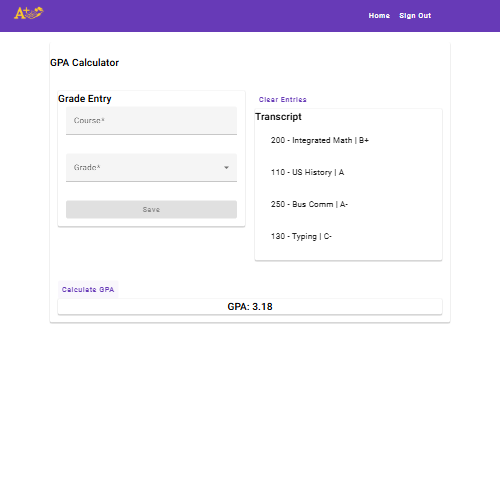 A+
Home Sign Out
GPA Calculator
Grade Entry
Course*
Grade*
Save
Clear Entries
Transcript
200 - Integrated Math | B+
110 - US History | A
250 - Bus Comm | A-
130 - Typing | C-
Calculate GPA
GPA: 3.18